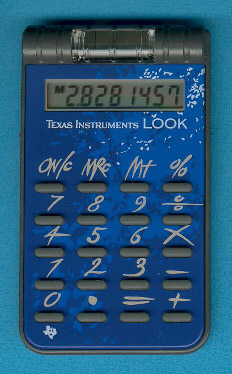 M 2.8281457
TEXAS INSTRUMENTS LOOK
ON/C MRC M+ %
7 8 9 ÷
4 5 6 ×
1 2 3 −
0 . = +